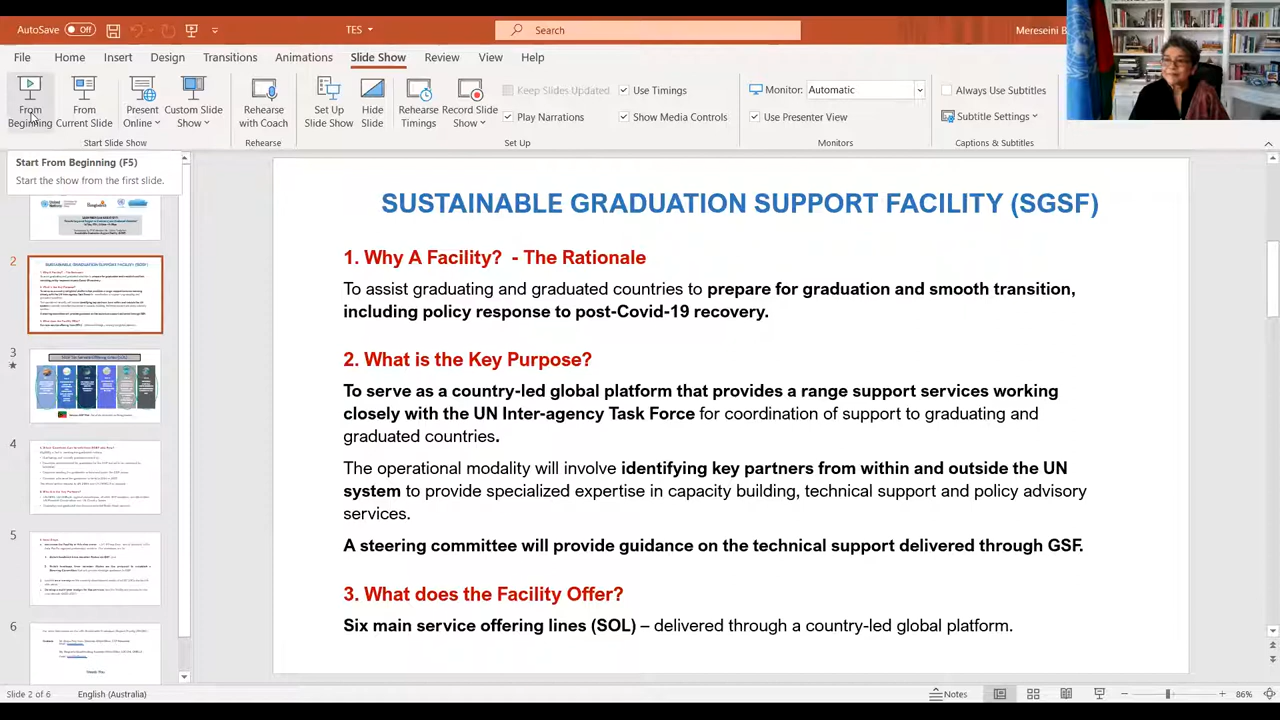 AutoSave Off TES Search Mereseini B
File Home Insert Design Transitions Animations Slide Show Review View Help
From Beginning
From Current Slide
Present Online
Custom Slide Show
Rehearse with Coach
Set Up Slide Show
Hide Slide
Rehearse Timings
Record Slide Show
Keep Slides Updated
Play Narrations
Use Timings
Show Media Controls
Monitor: Automatic
Use Presenter View
Always Use Subtitles
Subtitle Settings
Start Slide Show Rehearse Set Up Monitors Captions & Subtitles
Start From Beginning (F5)
Start the show from the first slide.
2
3
4
5
6
SUSTAINABLE GRADUATION SUPPORT FACILITY (SGSF)
1. Why A Facility? - The Rationale
To assist graduating and graduated countries to prepare for graduation and smooth transition,
including policy response to post-Covid-19 recovery.
2. What is the Key Purpose?
To serve as a country-led global platform that provides a range support services working
closely with the UN Inter-agency Task Force for coordination of support to graduating and
graduated countries.
The operational modality will involve identifying key partners from within and outside the UN
system to provide specialized expertise in capacity building, technical support and policy advisory
services.
A steering committee will provide guidance on the technical support delivered through GSF.
3. What does the Facility Offer?
Six main service offering lines (SOL) – delivered through a country-led global platform.
Slide 2 of 6 English (Australia) Notes 86%